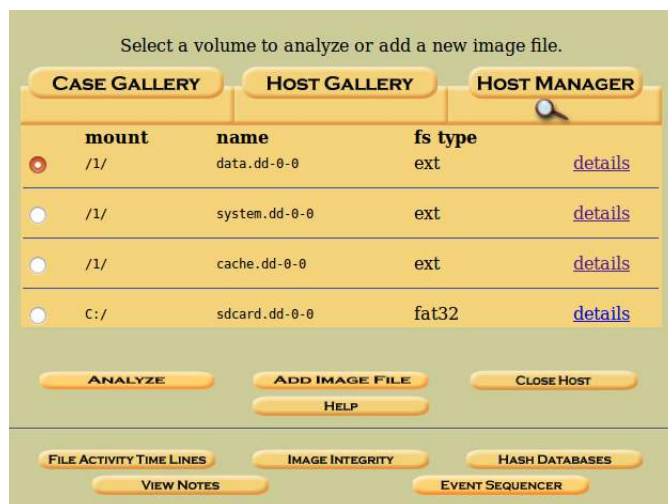 Select a volume to analyze or add a new image file.
CASE GALLERY HOST GALLERY HOST MANAGER
mount name fs type
/1/ data.dd-0-0 ext details
/1/ system.dd-0-0 ext details
/1/ cache.dd-0-0 ext details
C:/ sdcard.dd-0-0 fat32 details
ANALYZE ADD IMAGE FILE CLOSE HOST
HELP
FILE ACTIVITY TIME LINES IMAGE INTEGRITY HASH DATABASES
VIEW NOTES EVENT SEQUENCER